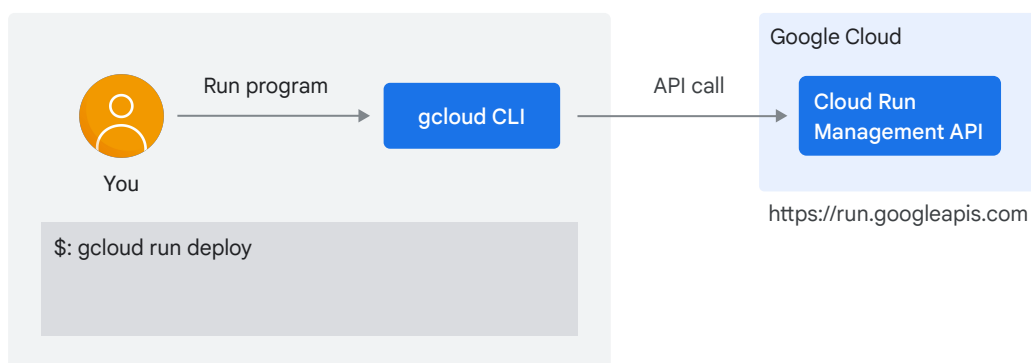 Google Cloud
Run program
API call
gcloud CLI
Cloud Run
Management API
You
https://run.googleapis.com
$: gcloud run deploy